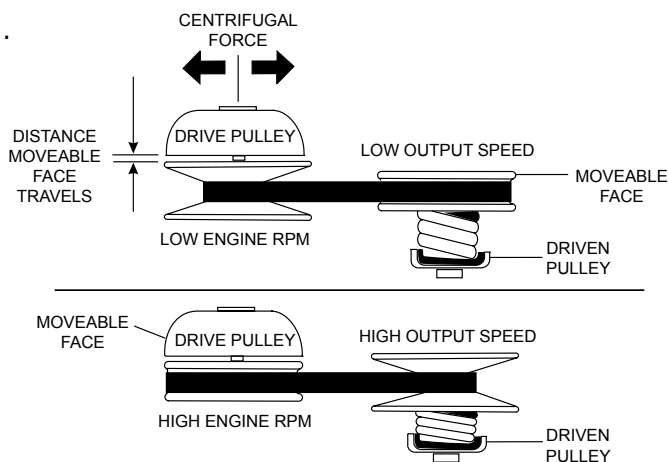 .
CENTRIFUGAL
FORCE
DRIVE PULLEY
DISTANCE
MOVEABLE
FACE
TRAVELS
LOW OUTPUT SPEED
MOVEABLE
FACE
LOW ENGINE RPM
DRIVEN
PULLEY
MOVEABLE
FACE
DRIVE PULLEY
HIGH OUTPUT SPEED
HIGH ENGINE RPM
DRIVEN
PULLEY